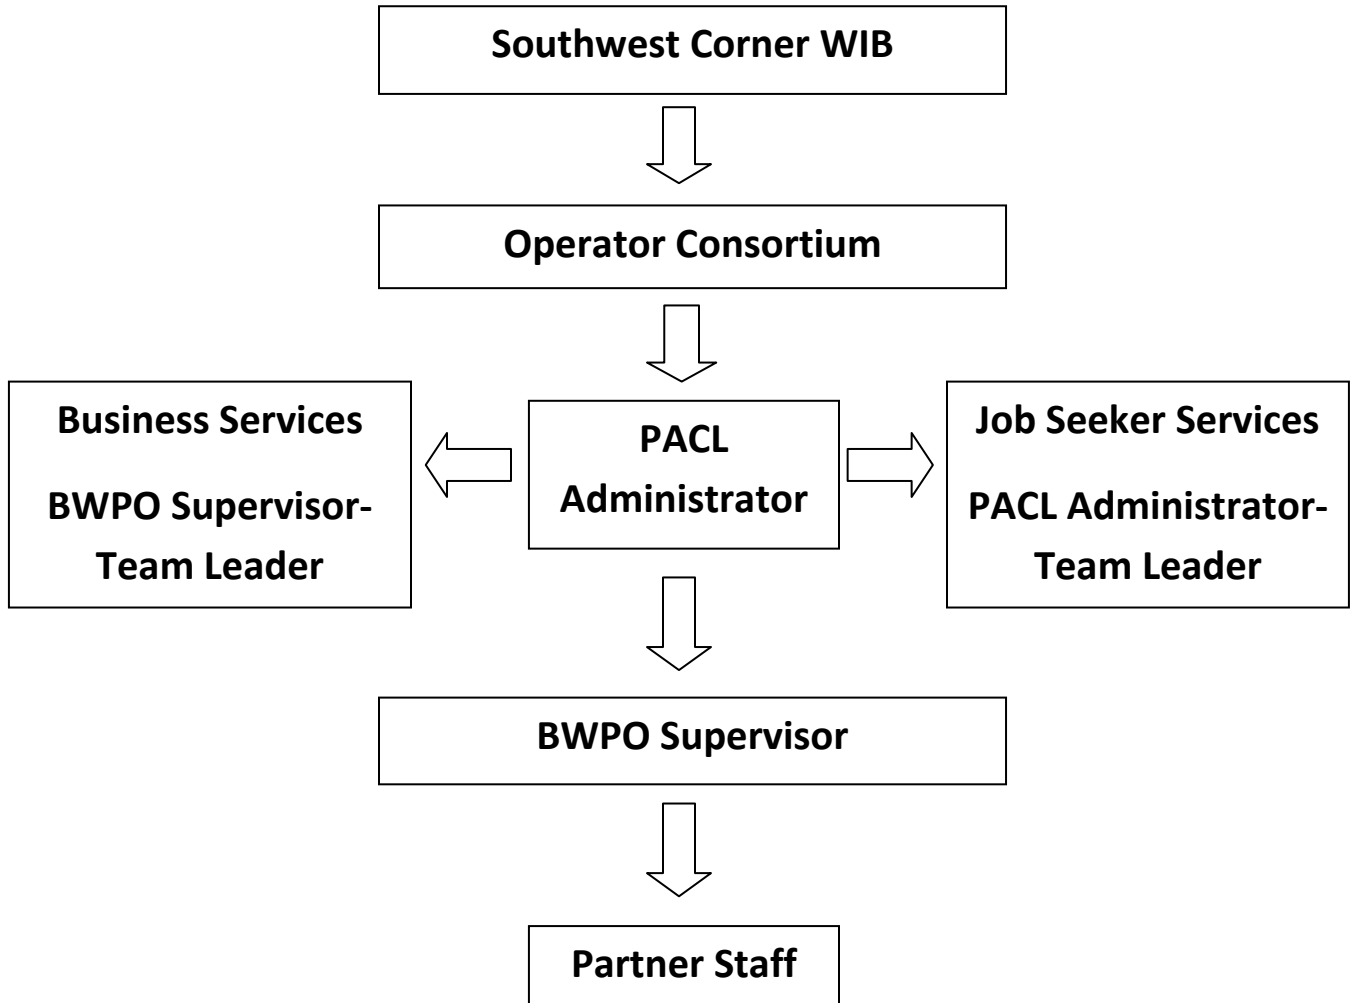 Southwest Corner WIB
Operator Consortium
Business Services
BWPO Supervisor-
Team Leader
PACL
Administrator
Job Seeker Services
PACL Administrator-
Team Leader
BWPO Supervisor
Partner Staff